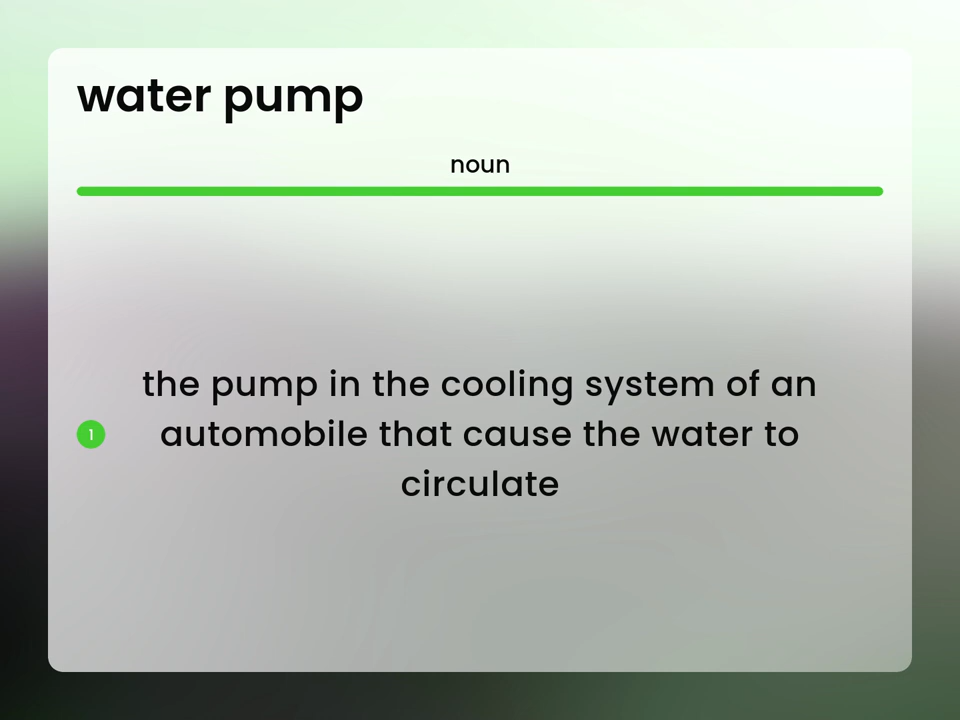 water pump
noun
the pump in the cooling system of an
1 automobile that cause the water to
circulate